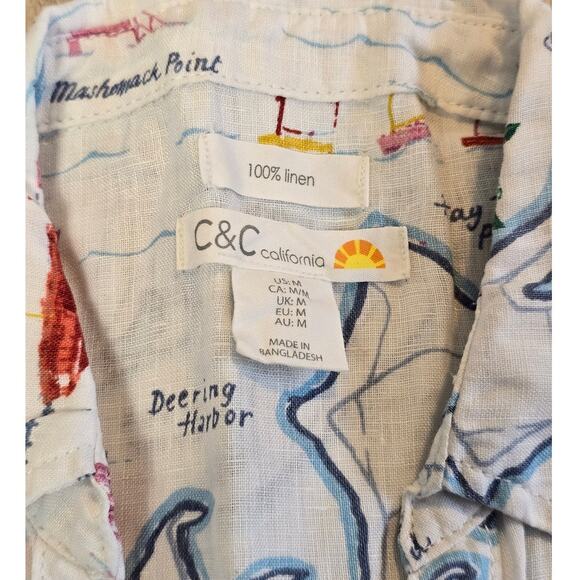 Mashomack Point
100% linen
C&C california
US: M
CA: M/M
UK: M
EU: M
AU: M
MADE IN
BANGLADESH
Deering
Harbor